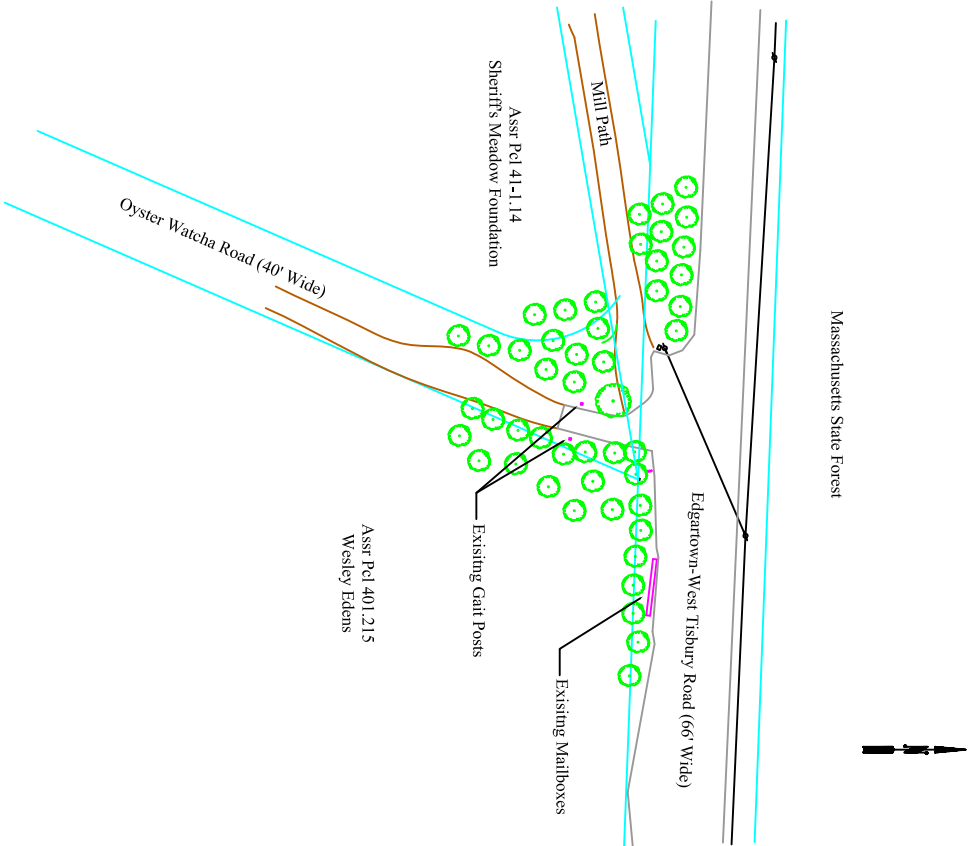 Massachusetts State Forest
Edgartown-West Tisbury Road (66' Wide)
Mill Path
Assr Pcl 41-1.14
Sheriff's Meadow Foundation
Oyster Watcha Road (40' Wide)
Exisitng Gait Posts
Exisitng Mailboxes
Assr Pcl 401.215
Wesley Edens